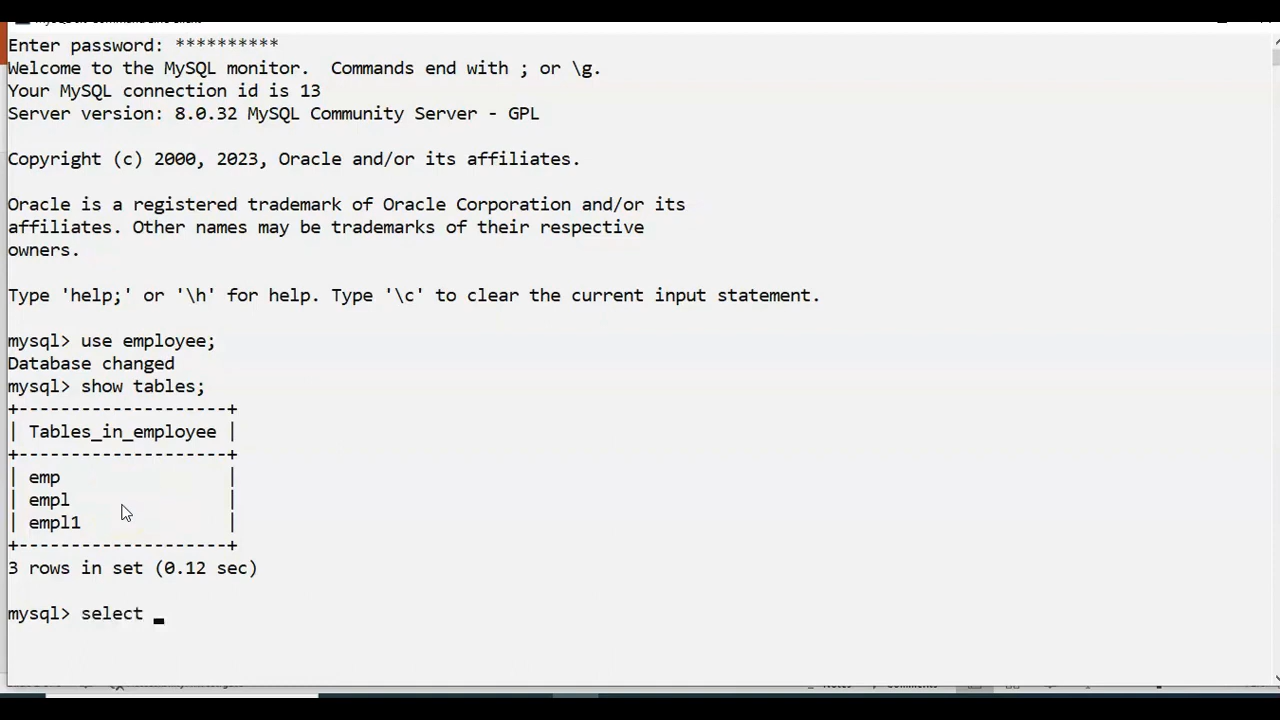 Enter password: **********
Welcome to the MySQL monitor.  Commands end with ; or \g.
Your MySQL connection id is 13
Server version: 8.0.32 MySQL Community Server - GPL
Copyright (c) 2000, 2023, Oracle and/or its affiliates.
Oracle is a registered trademark of Oracle Corporation and/or its
affiliates. Other names may be trademarks of their respective
owners.
Type 'help;' or '\h' for help. Type '\c' to clear the current input statement.
mysql> use employee;
Database changed
mysql> show tables;
+--------------------+
| Tables_in_employee |
+--------------------+
| emp                |
| empl               |
| empl1              |
+--------------------+
3 rows in set (0.12 sec)
mysql> select _